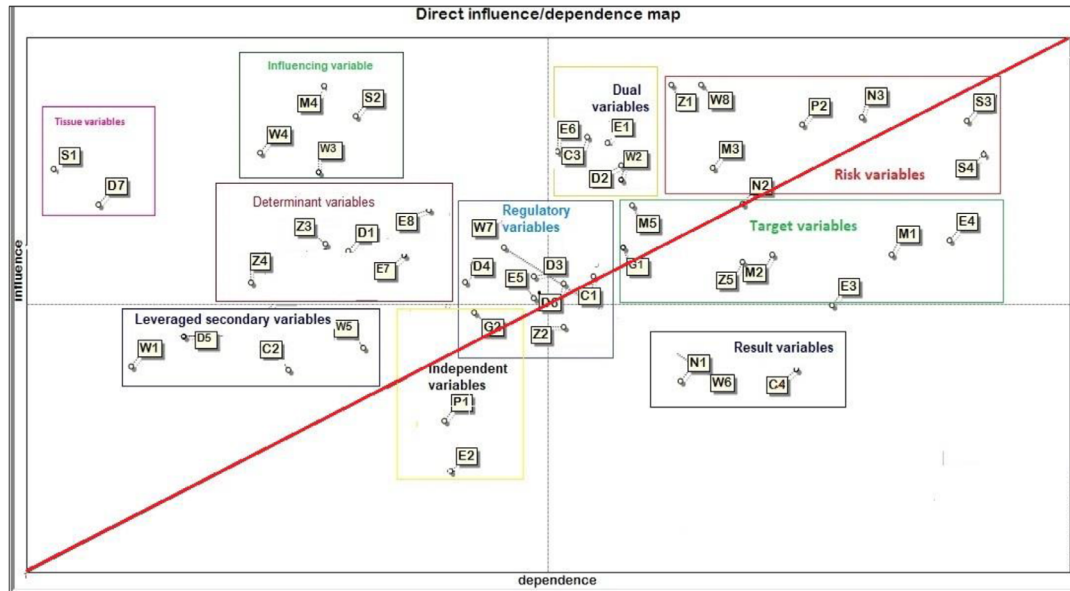 Direct influence/dependence map
Influencing variable
M4
S2
W4
W3
Tissue variables
S1
D7
Dual
variables
E6
E1
C3
W2
D2
Z1
W8
P2
N3
S3
M3
S4
N2
Risk variables
Determinant variables
Z3
D1
E8
Z4
E7
Regulatory
variables
W7
D4
E5
D3
D6
C1
G2
Z2
Target variables
M5
G1
M1
E4
Z5
M2
E3
Leveraged secondary variables
W1
D5
C2
W5
Independent
variables
P1
E2
Result variables
N1
W6
C4
influence
dependence